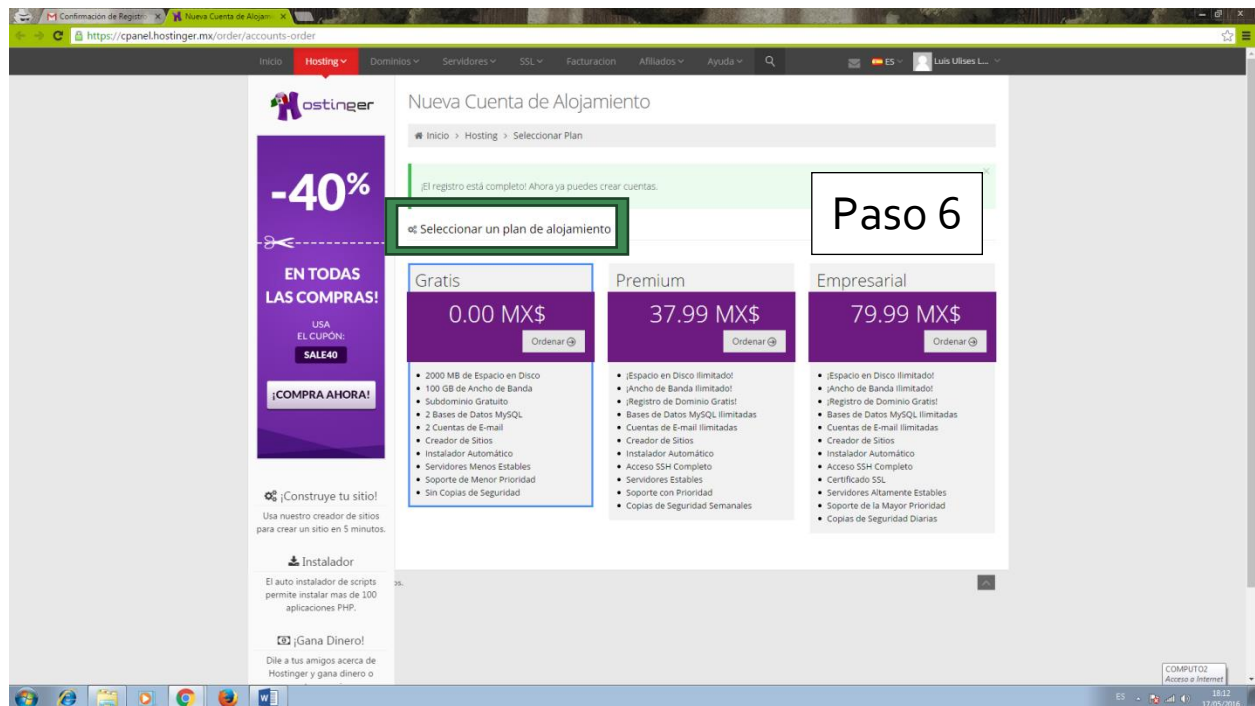 Confirmación de Registro
Nueva Cuenta de Alojami
https://cpanel.hostinger.mx/order/accounts-order
Inicio Hosting Dominios Servidores SSL Facturacion Afiliados Ayuda ES Luis Ulises L...
Hostinger
Nueva Cuenta de Alojamiento
Inicio > Hosting > Seleccionar Plan
¡El registro está completo! Ahora ya puedes crear cuentas.
Paso 6
Seleccionar un plan de alojamiento
-40%
EN TODAS
LAS COMPRAS!
USA
EL CUPÓN:
SALE40
¡COMPRA AHORA!
Gratis
0.00 MX$
Ordenar
2000 MB de Espacio en Disco
100 GB de Ancho de Banda
Subdominio Gratuito
2 Bases de Datos MySQL
2 Cuentas de E-mail
Creador de Sitios
Instalador Automático
Servidores Menos Estables
Soporte de Menor Prioridad
Sin Copias de Seguridad
Premium
37.99 MX$
Ordenar
¡Espacio en Disco Ilimitado!
¡Ancho de Banda Ilimitado!
¡Registro de Dominio Gratis!
Bases de Datos MySQL Ilimitadas
Cuentas de E-mail Ilimitadas
Creador de Sitios
Instalador Automático
Acceso SSH Completo
Servidores Estables
Soporte con Prioridad
Copias de Seguridad Semanales
Empresarial
79.99 MX$
Ordenar
¡Espacio en Disco Ilimitado!
¡Ancho de Banda Ilimitado!
¡Registro de Dominio Gratis!
Bases de Datos MySQL Ilimitadas
Cuentas de E-mail Ilimitadas
Creador de Sitios
Instalador Automático
Acceso SSH Completo
Certificado SSL
Servidores Altamente Estables
Soporte de la Mayor Prioridad
Copias de Seguridad Diarias
¡Construye tu sitio!
Usa nuestro creador de sitios
para crear un sitio en 5 minutos.
Instalador
El auto instalador de scripts
permite instalar mas de 100
aplicaciones PHP.
os.
¡Gana Dinero!
Dile a tus amigos acerca de
Hostinger y gana dinero o
COMPUTO2
Acceso a Internet
ES
18:12
17/05/2016